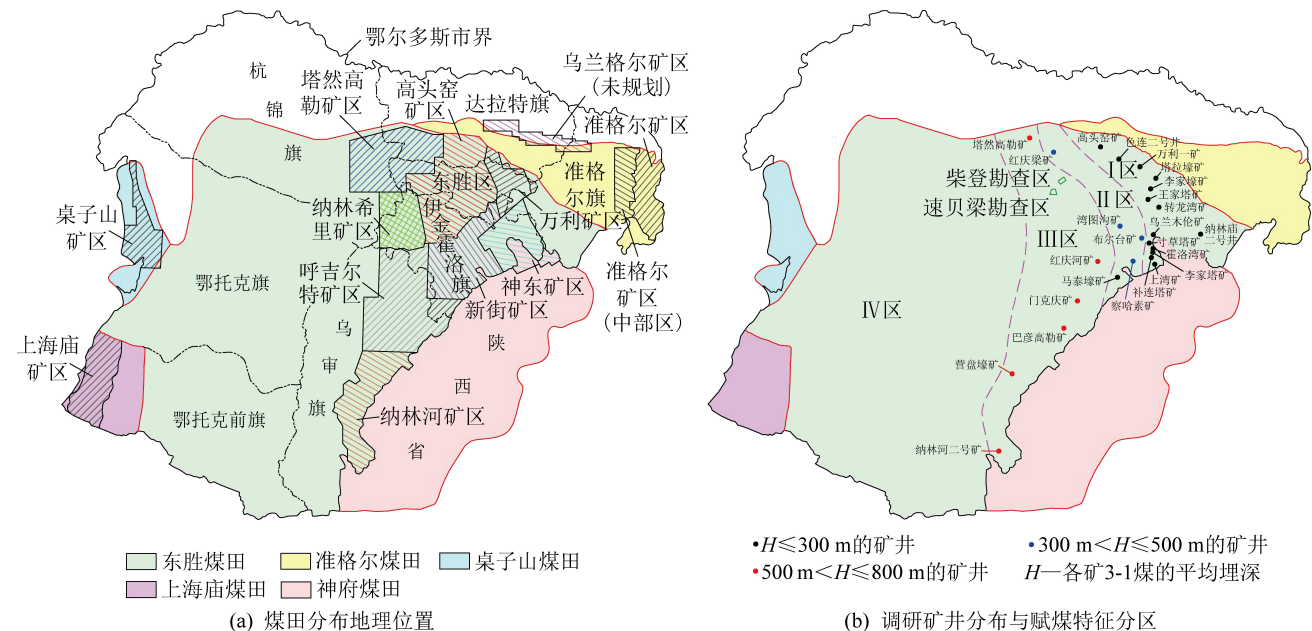 鄂尔多斯市界
杭
锦
旗
塔然高
勒矿区
高头窑
矿区
达拉特旗
乌兰格尔矿区
（未规划）
准格尔矿区
东胜区
准格
尔旗
万利矿区
桌子山
矿区
纳林希
里矿区
伊
金
霍
洛
旗
鄂托克旗
呼吉尔
特矿区
新街矿区
神东矿区
准格尔
矿区
（中部区）
乌
审
旗
陕
西
省
上海庙
矿区
鄂托克前旗
纳林河矿区
东胜煤田
准格尔煤田
桌子山煤田
上海庙煤田
神府煤田
(a) 煤田分布地理位置
塔然高勒矿
红庆梁矿
高头窑矿
色连二号井
万利一矿
塔拉壕矿
李家壕矿
王家塔矿
转龙湾矿
Ⅰ区
Ⅱ区
Ⅲ区
Ⅳ区
柴登勘查区
速贝梁勘查区
湾图沟矿
布尔台矿
乌兰木伦矿
纳林庙
二号井
寸草塔矿
霍洛湾矿
李家塔矿
上湾矿
补连塔矿
察哈素矿
红庆河矿
马泰壕矿
门克庆矿
巴彦高勒矿
营盘壕矿
纳林河二号矿
H≤300 m的矿井
300 m<H≤500 m的矿井
500 m<H≤800 m的矿井
H—各矿3-1煤的平均埋深
(b) 调研矿井分布与赋煤特征分区